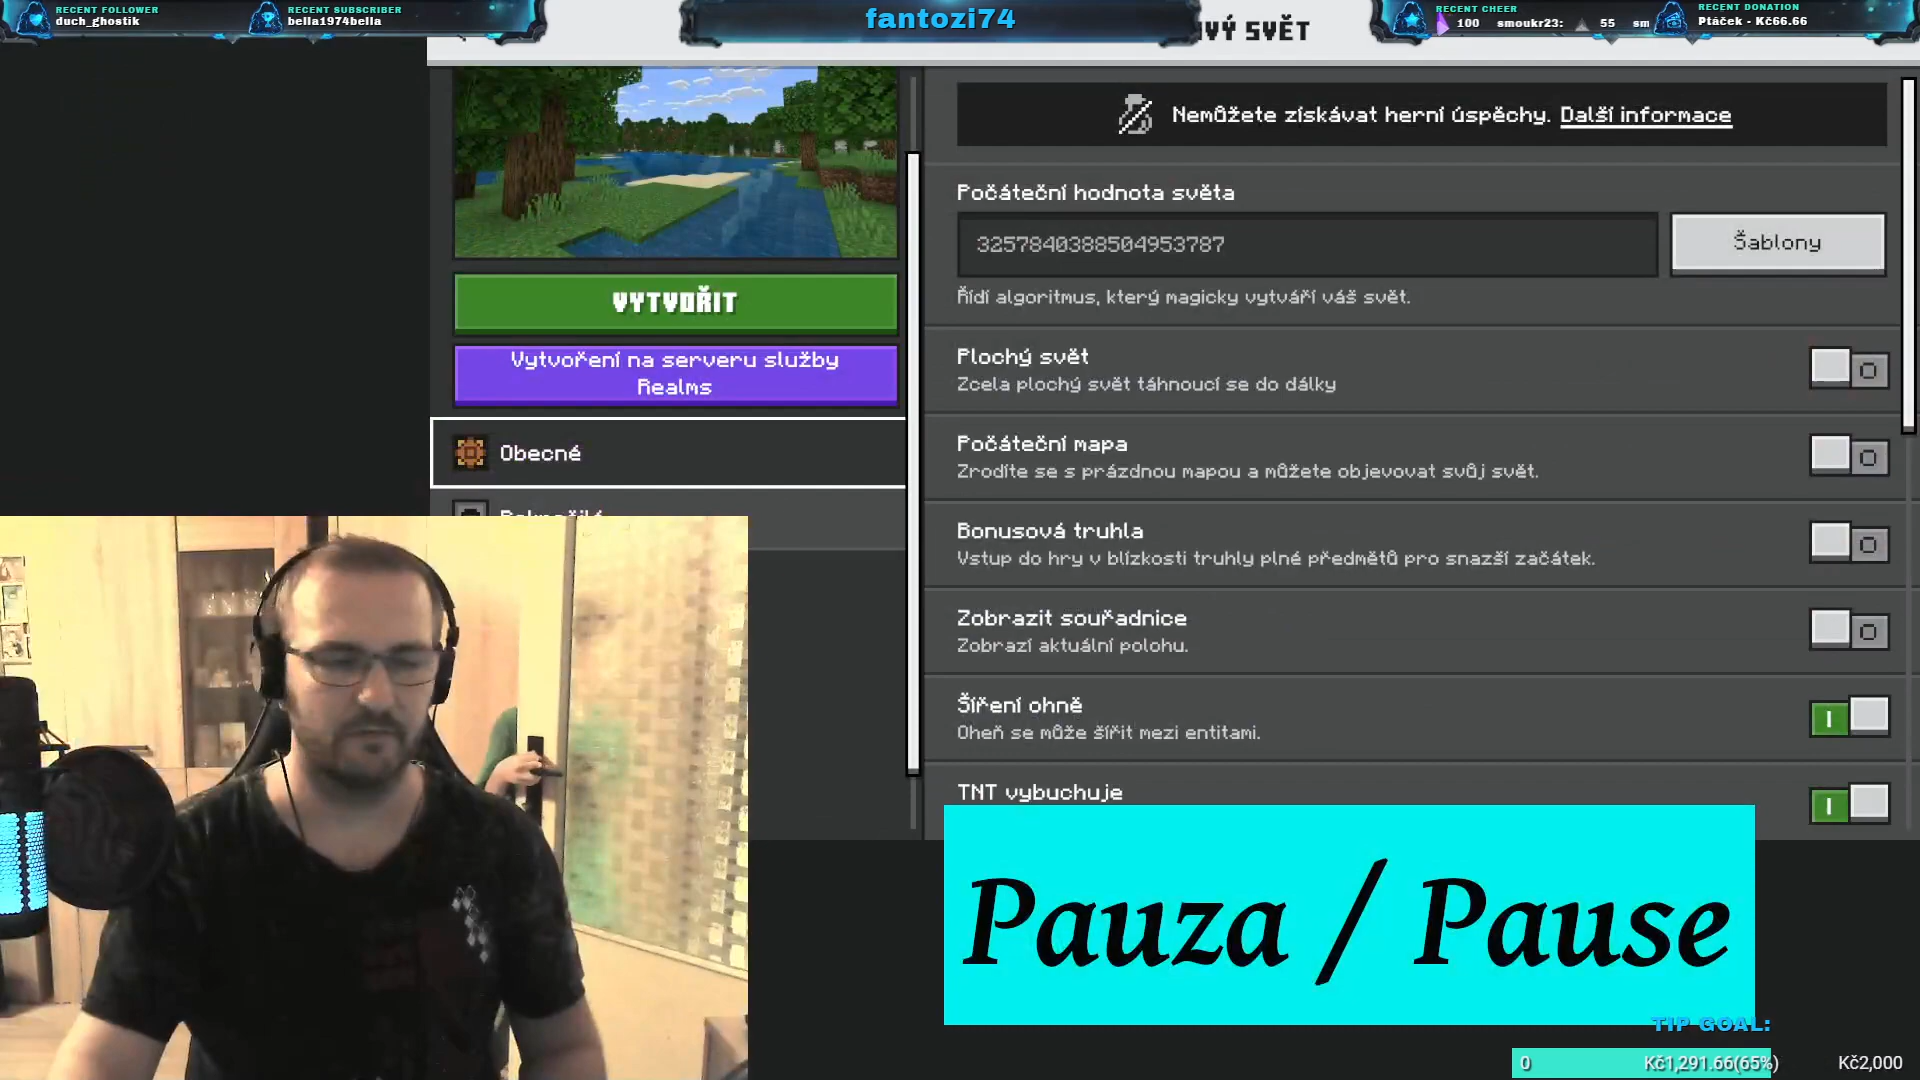 RECENT FOLLOWER
duch_ghostik
RECENT SUBSCRIBER
bella1974bella
fantozi74
VÝ SVĚT
RECENT CHEER
100 smoukr23: 55 sm
RECENT DONATION
Ptáček - Kč66.66
Nemůžete získávat herní úspěchy. Další informace
Počáteční hodnota světa
3257840388504953787
Šablony
Řídí algoritmus, který magicky vytváří váš svět.
VYTVOŘIT
Vytvoření na serveru služby
Realms
Obecné
Plochý svět
Zcela plochý svět táhnoucí se do dálky
Počáteční mapa
Zrodíte se s prázdnou mapou a můžete objevovat svůj svět.
Bonusová truhla
Vstup do hry v blízkosti truhly plné předmětů pro snazší začátek.
Zobrazit souřadnice
Zobrazí aktuální polohu.
Šíření ohně
Oheň se může šířit mezi entitami.
TNT vybuchuje
Pauza / Pause
TIP GOAL:
0
Kč1,291.66(65%)
Kč2,000